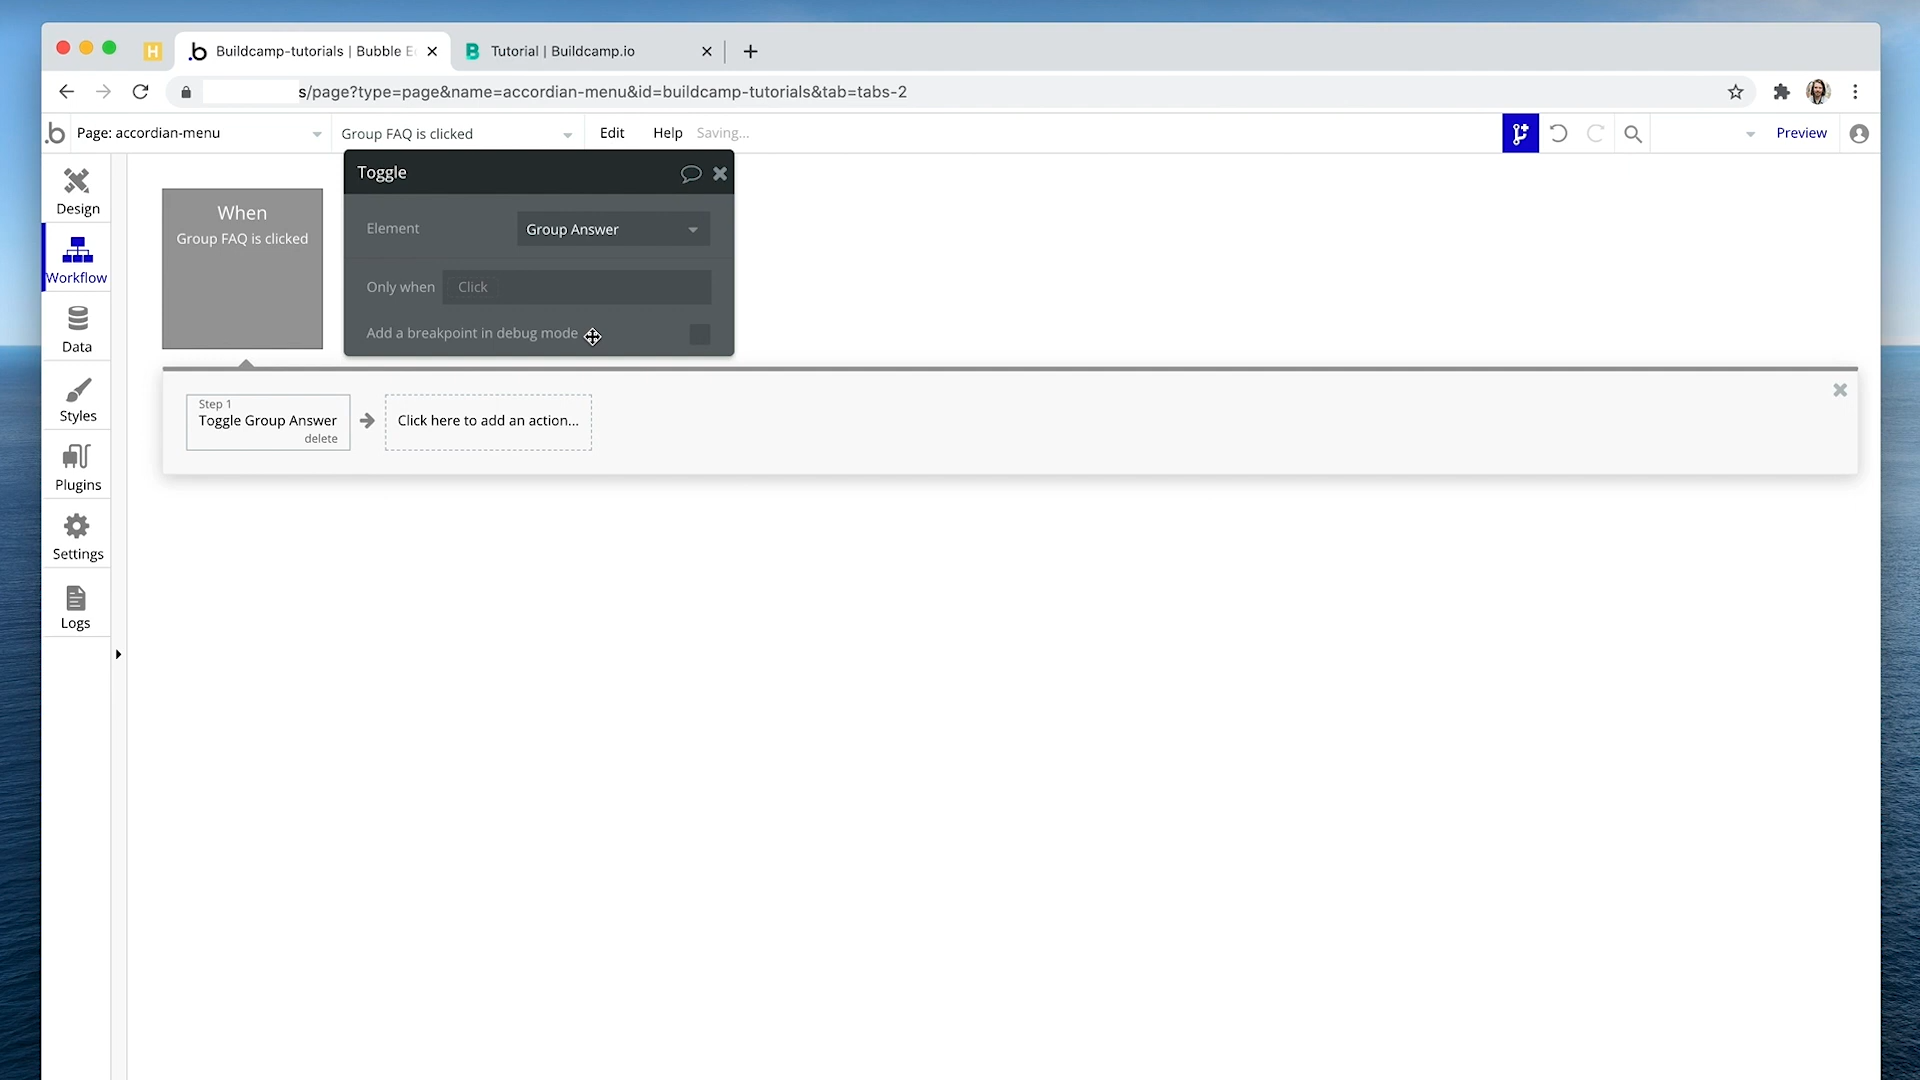 H
.b Buildcamp-tutorials | Bubble E
B Tutorial | Buildcamp.io
s/page?type=page&name=accordian-menu&id=buildcamp-tutorials&tab=tabs-2
.b Page: accordian-menu Group FAQ is clicked Edit Help Saving... Preview
Design
Workflow
Data
Styles
Plugins
Settings
Logs
When
Group FAQ is clicked
Toggle
Element Group Answer
Only when Click
Add a breakpoint in debug mode
Step 1
Toggle Group Answer
delete
Click here to add an action...